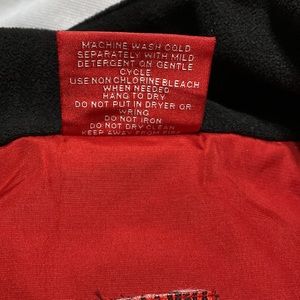 MACHINE WASH COLD
SEPARATELY WITH MILD
DETERGENT ON GENTLE
CYCLE
USE NON CHLORINE BLEACH
WHEN NEEDED
HANG TO DRY
DO NOT PUT IN DRYER OR
WRING
DO NOT IRON
DO NOT DRY CLEAN
KEEP AWAY FROM FIRE